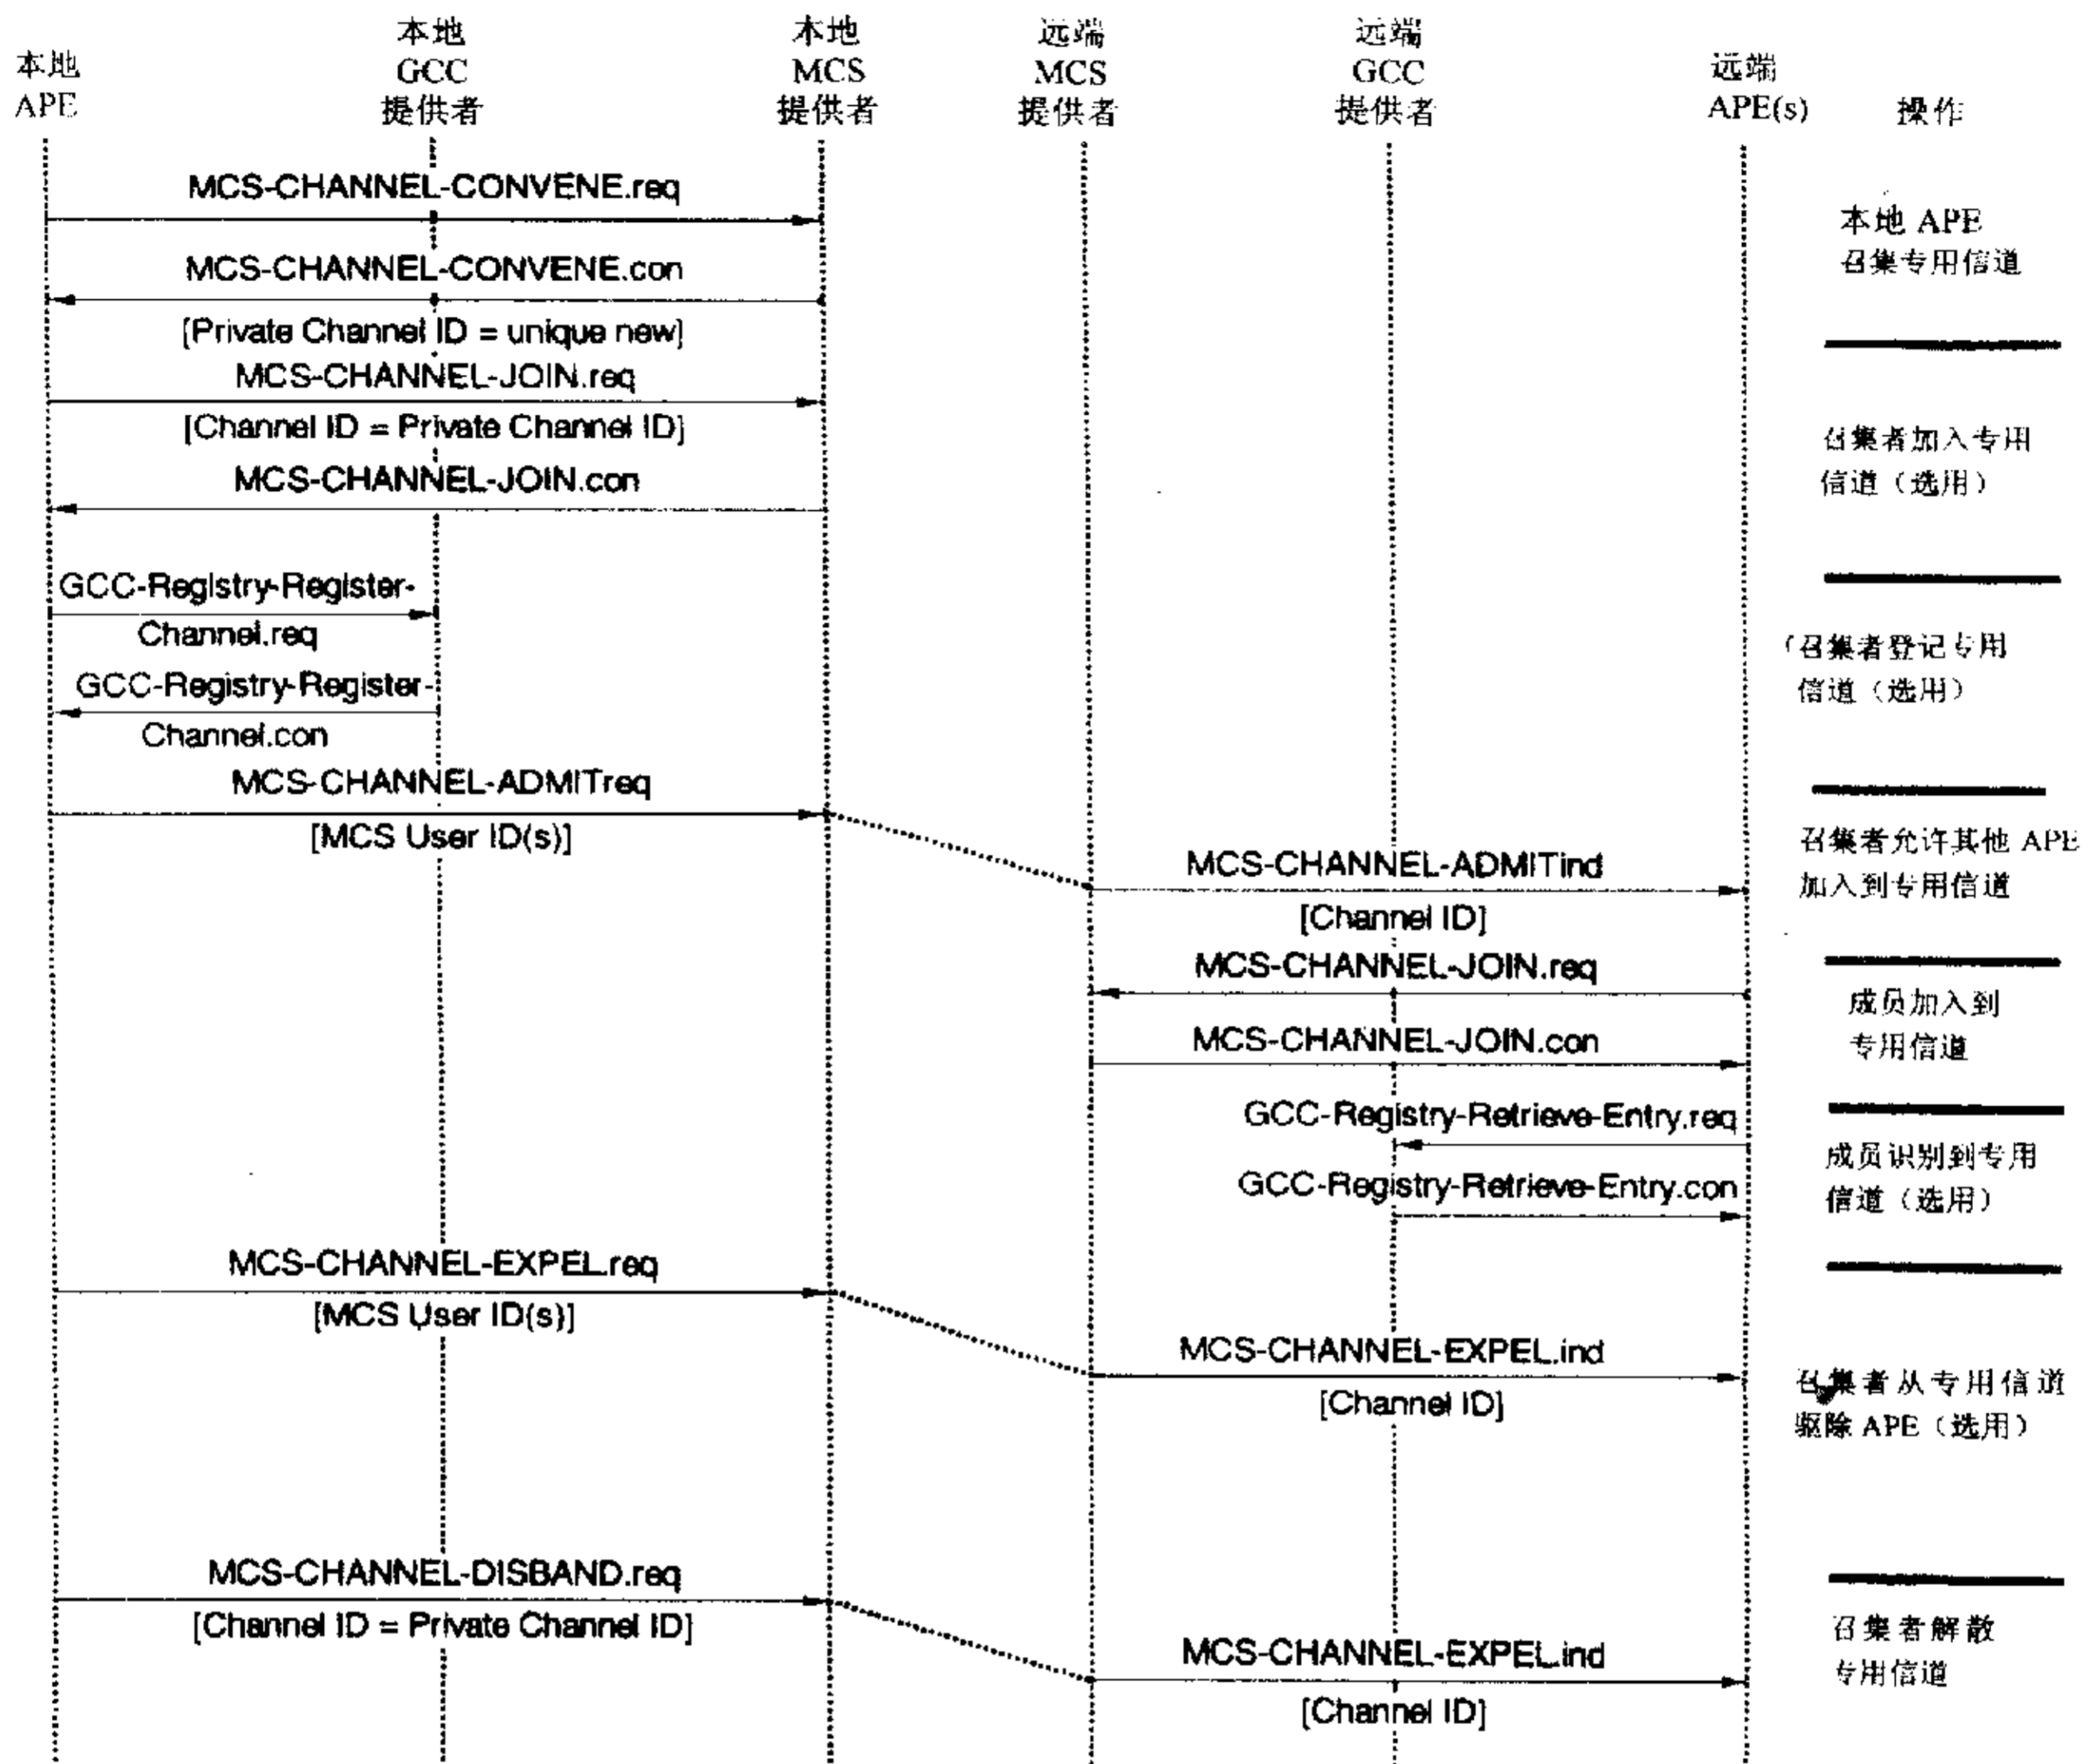 本地
APE
本地
GCC
提供者
本地
MCS
提供者
远端
MCS
提供者
远端
GCC
提供者
远端
APE(s)
操作
MCS-CHANNEL-CONVENE.req
MCS-CHANNEL-CONVENE.con
[Private Channel ID = unique new]
本地 APE
召集专用信道
MCS-CHANNEL-JOIN.req
[Channel ID = Private Channel ID]
MCS-CHANNEL-JOIN.con
召集者加入专用
信道（选用）
GCC-Registry-Register-
Channel.req
GCC-Registry-Register-
Channel.con
（召集者登记专用
信道（选用）
MCS-CHANNEL-ADMITreq
[MCS User ID(s)]
MCS-CHANNEL-ADMITind
[Channel ID]
召集者允许其他 APE
加入到专用信道
MCS-CHANNEL-JOIN.req
MCS-CHANNEL-JOIN.con
成员加入到
专用信道
GCC-Registry-Retrieve-Entry.req
GCC-Registry-Retrieve-Entry.con
成员识别到专用
信道（选用）
MCS-CHANNEL-EXPEL.req
[MCS User ID(s)]
MCS-CHANNEL-EXPEL.ind
[Channel ID]
召集者从专用信道
驱除 APE（选用）
MCS-CHANNEL-DISBAND.req
[Channel ID = Private Channel ID]
MCS-CHANNEL-EXPEL.ind
[Channel ID]
召集者解散
专用信道